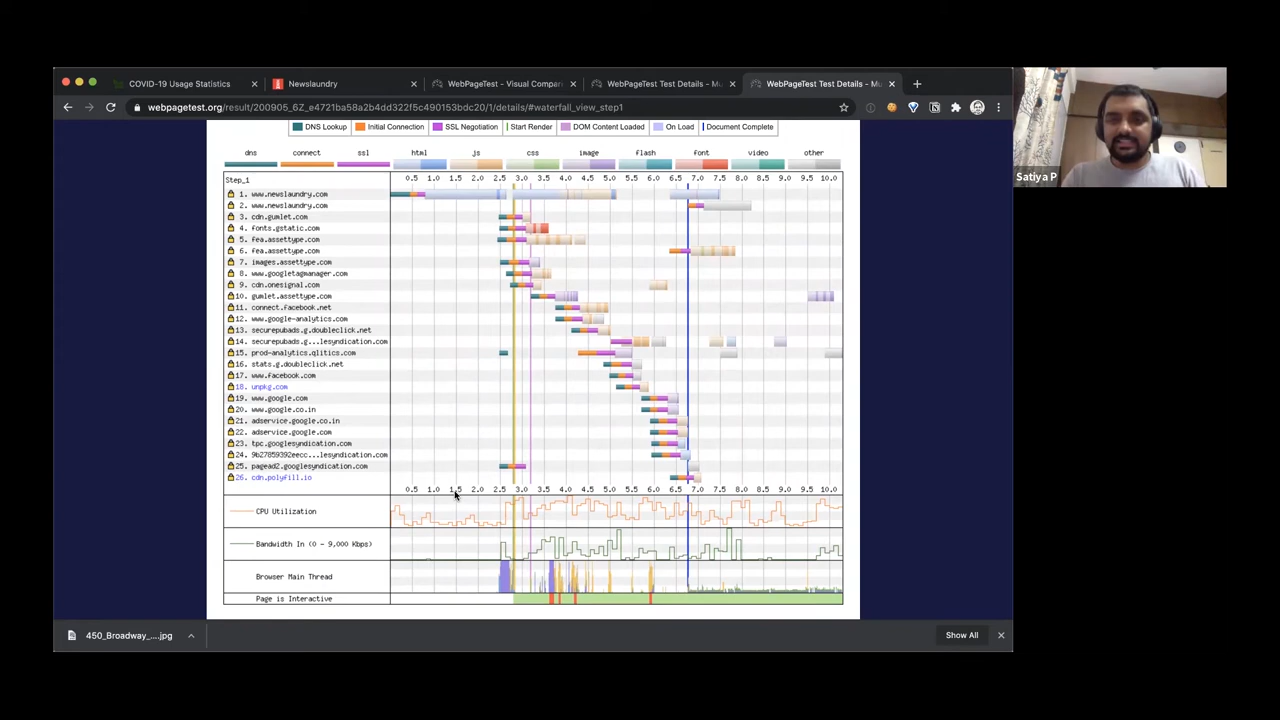 COVID-19 Usage Statistics
Newslaundry
WebPageTest - Visual Compar
WebPageTest Test Details - Mu
WebPageTest Test Details - Mu
webpagetest.org/result/200905_6Z_e4721ba58a2b4dd322f5c490153bdc20/1/details/#waterfall_view_step1
DNS Lookup Initial Connection SSL Negotiation Start Render DOM Content Loaded On Load Document Complete
dns connect ssl html js css image flash font video other
Step_1 0.5 1.0 1.5 2.0 2.5 3.0 3.5 4.0 4.5 5.0 5.5 6.0 6.5 7.0 7.5 8.0 8.5 9.0 9.5 10.0
1. www.newslaundry.com
2. www.newslaundry.com
3. cdn.gumlet.com
4. fonts.gstatic.com
5. fea.assettype.com
6. fea.assettype.com
7. images.assettype.com
8. www.googletagmanager.com
9. cdn.onesignal.com
10. gumlet.assettype.com
11. connect.facebook.net
12. www.google-analytics.com
13. securepubads.g.doubleclick.net
14. securepubads.g...lesyndication.com
15. prod-analytics.qlitics.com
16. stats.g.doubleclick.net
17. www.facebook.com
18. unpkg.com
19. www.google.com
20. www.google.co.in
21. adservice.google.co.in
22. adservice.google.com
23. tpc.googlesyndication.com
24. 9b27859392eecc...lesyndication.com
25. pagead2.googlesyndication.com
26. cdn.polyfill.io
0.5 1.0 1.5 2.0 2.5 3.0 3.5 4.0 4.5 5.0 5.5 6.0 6.5 7.0 7.5 8.0 8.5 9.0 9.5 10.0
CPU Utilization
Bandwidth In (0 - 9,000 Kbps)
Browser Main Thread
Page is Interactive
450_Broadway_....jpg
Show All
Satiya P